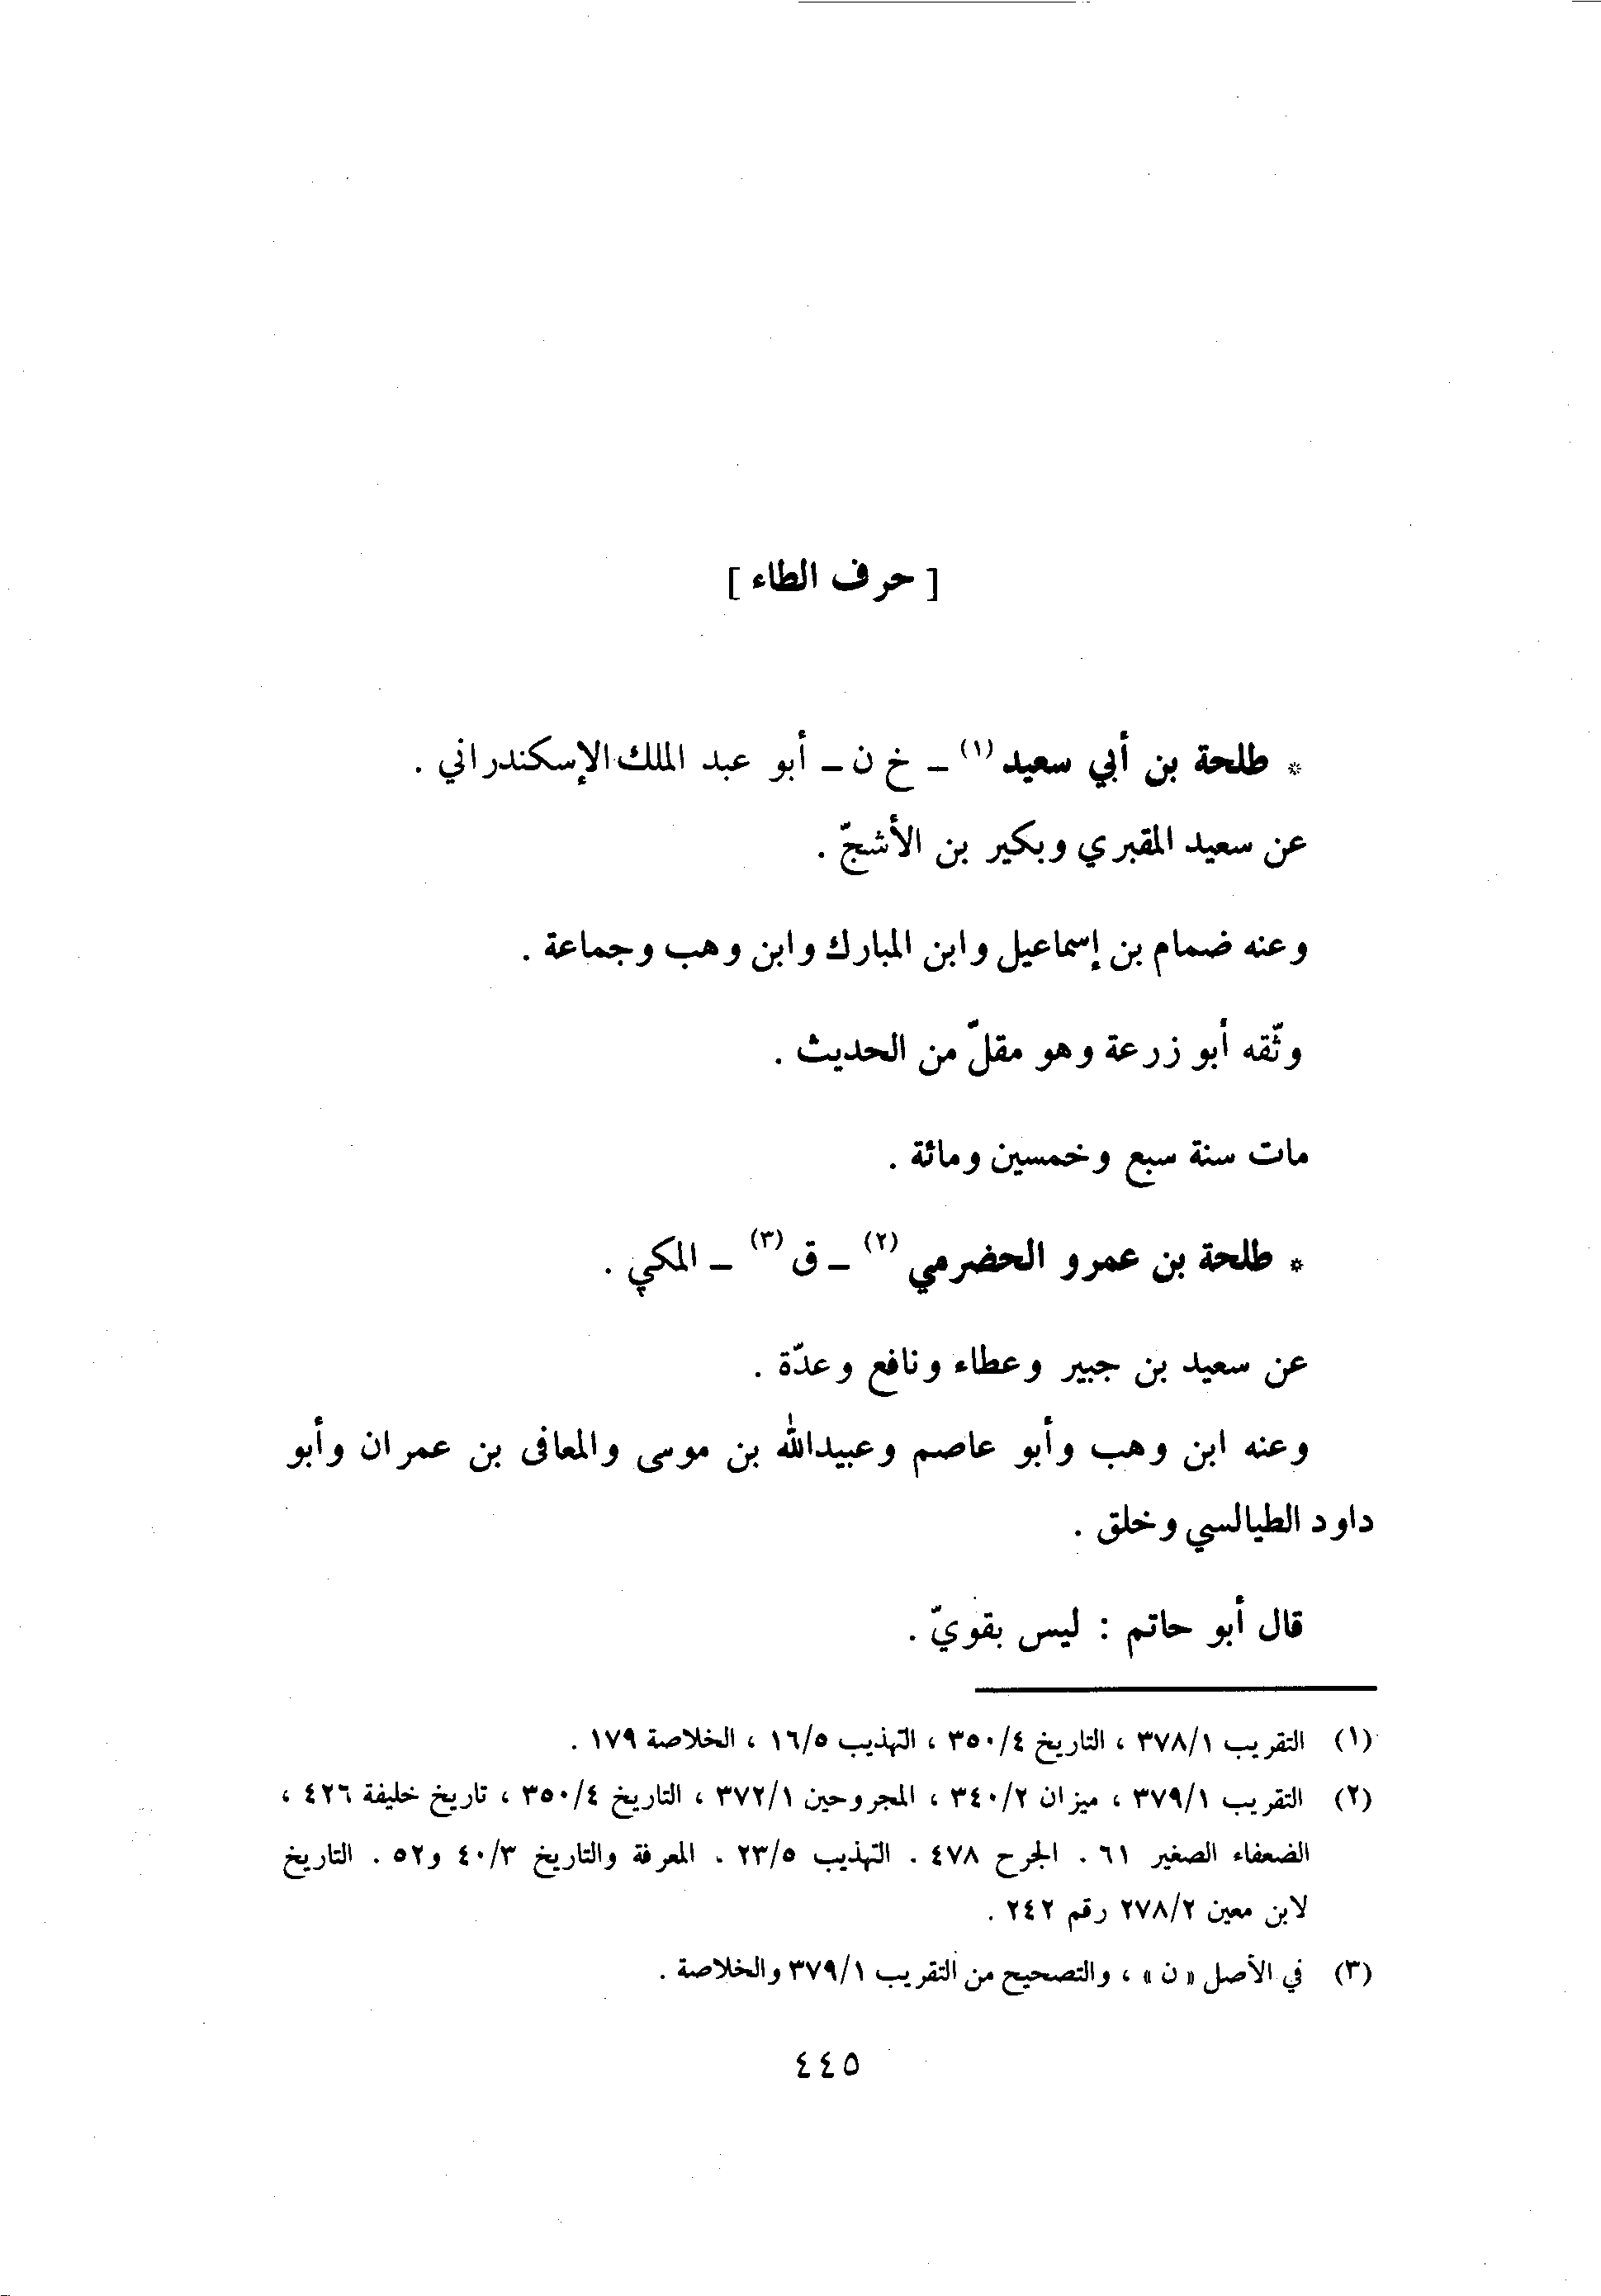 [ حرف الطاء ]
* طلحة بن أبي سعيد (١) ـ خ ن ـ أبو عبد الملك الإسكندراني .
عن سعيد المقبري وبكير بن الأشجّ .
وعنه ضمام بن إسماعيل وابن المبارك وابن وهب وجماعة .
وثّقه أبو زرعة وهو مقلّ من الحديث .
مات سنة سبع وخمسين ومائة .
* طلحة بن عمرو الحضرمي (٢) ـ ق (٣) ـ المكي .
عن سعيد بن جبير وعطاء ونافع وعدّة .
وعنه ابن وهب وأبو عاصم وعبيدالله بن موسى والمعافى بن عمران وأبو
داود الطيالسي وخلق .
قال أبو حاتم : ليس بقويّ .
(١) التقريب ٣٧٨/١ ، التاريخ ٣٥٠/٤ ، التهذيب ١٦/٥ ، الخلاصة ١٧٩ .
(٢) التقريب ٣٧٩/١ ، ميزان ٣٤٠/٢ ، المجروحين ٣٧٢/١ ، التاريخ ٣٥٠/٤ ، تاريخ خليفة ٤٢٦ ،
الضعفاء الصغير ٦١ . الجرح ٤٧٨ . التهذيب ٢٣/٥ . المعرفة والتاريخ ٤٠/٣ و٥٢ . التاريخ
لابن معين ٢٧٨/٢ رقم ٢٤٢ .
(٣) في الأصل « ن » ، والتصحيح من التقريب ٣٧٩/١ والخلاصة .
٤٤٥